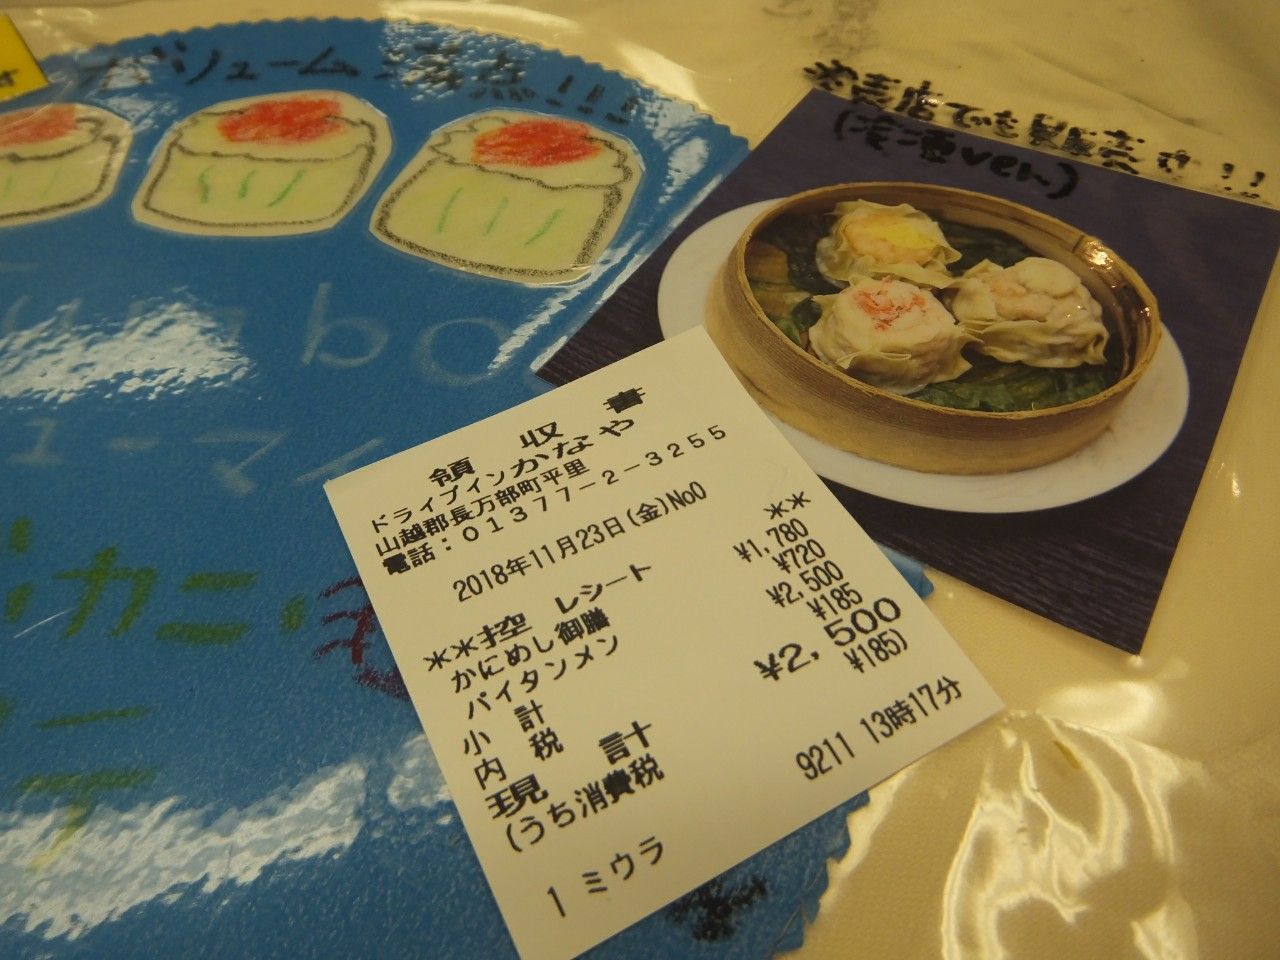 ボリューム満点!!!
※売店でも販売中!!
(冷凍ver〜)
領 収 書
ドライブインかなや
山越郡長万部町平里
電話:01377-2-3255
2018年11月23日(金)No0
**控 レシート **
かにめし御膳 ¥1,780
パイタンメン ¥720
小 計 ¥2,500
内 税 ¥185
現 計 ¥2,500
(うち消費税 ¥185)
9211 13時17分
1 ミウラ